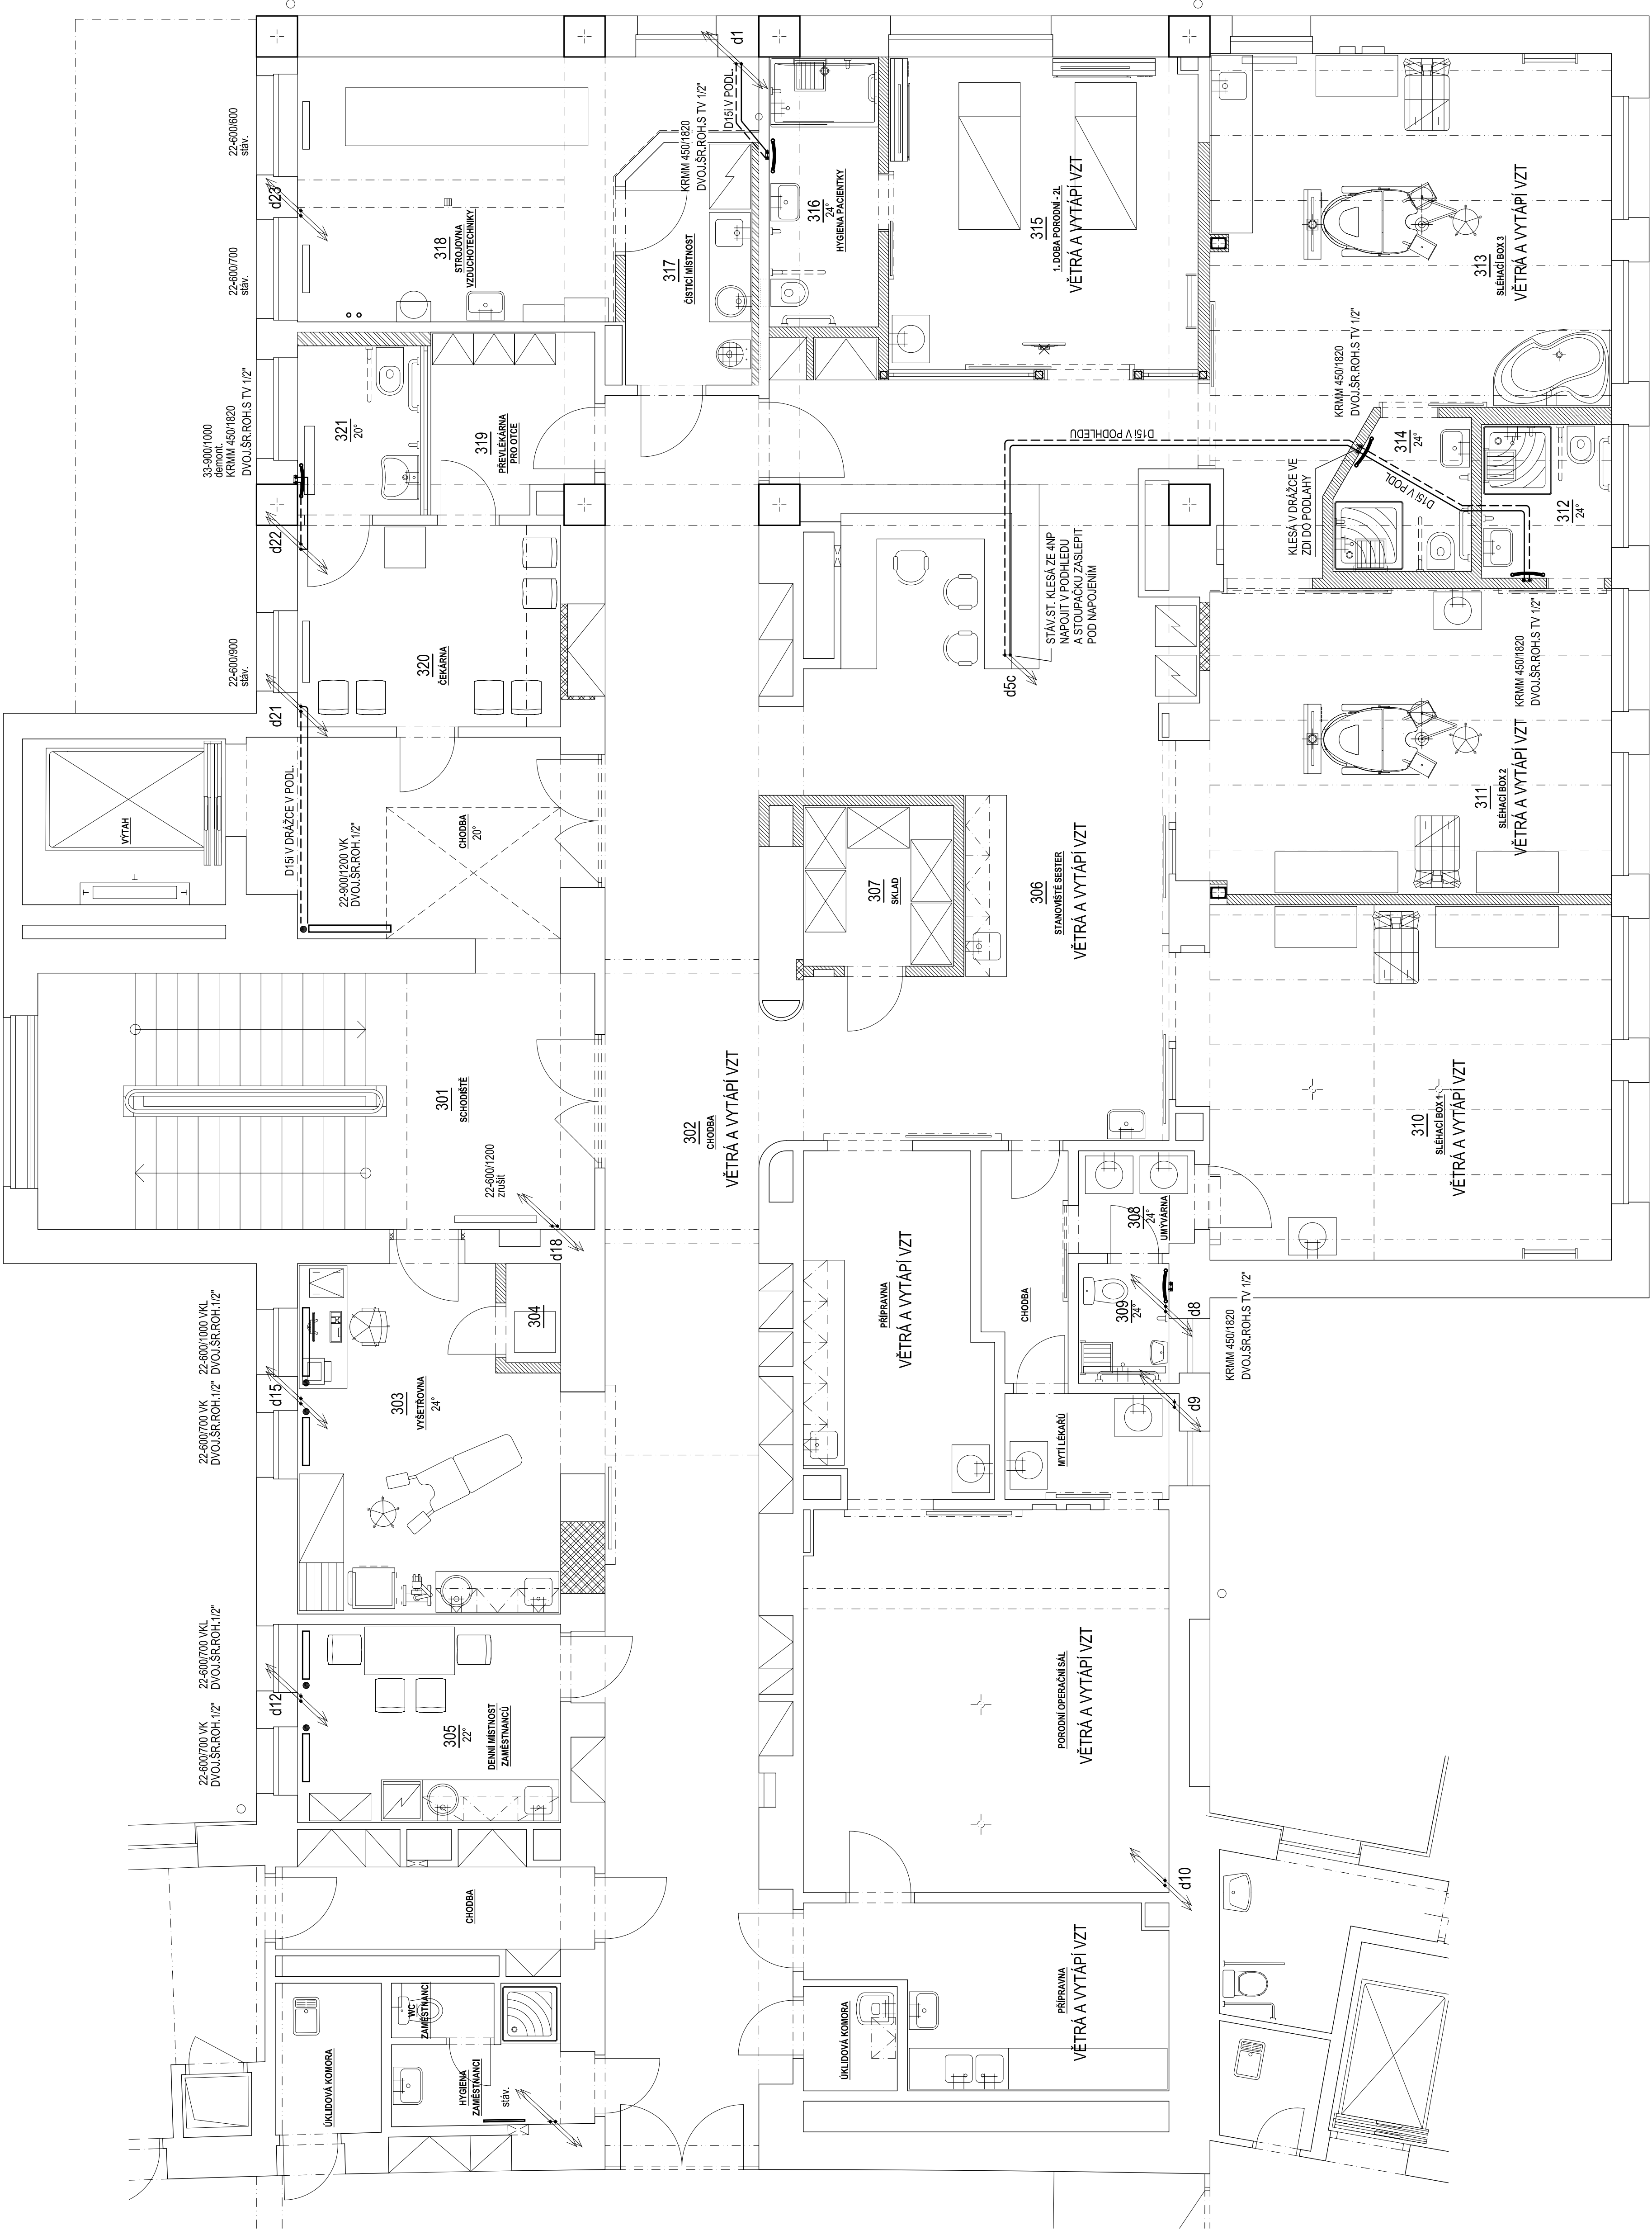 22-600/700 VK
DVOJ.ŠR.ROH.1/2"
22-600/700 VKL
DVOJ.ŠR.ROH.1/2"
22-600/700 VK
DVOJ.ŠR.ROH.1/2"
22-600/1000 VKL
DVOJ.ŠR.ROH.1/2"
22-600/900
stáv.
33-900/1000
demont.
KRMM 450/1820
DVOJ.ŠR.ROH.S TV 1/2"
22-600/700
stáv.
22-600/600
stáv.
d12
d15
d21
d22
d23
VÝTAH
D15i V DRÁŽCE V PODL.
22-900/1200 VK
DVOJ.ŠR.ROH.1/2"
CHODBA
20°
ÚKLIDOVÁ KOMORA
WC
ZAMĚSTNANCI
HYGIENA
ZAMĚSTNANCI
stáv.
CHODBA
305
22°
DENNÍ MÍSTNOST
ZAMĚSTNANCŮ
303
VYŠETŘOVNA
24°
304
d18
22-600/1200
zrušit
301
SCHODIŠTĚ
320
ČEKÁRNA
321
20°
319
PŘEVLÉKÁRNA
PRO OTCE
318
STROJOVNA
VZDUCHOTECHNIKY
317
ČISTICÍ MÍSTNOST
KRMM 450/1820
DVOJ.ŠR.ROH.S TV 1/2"
D15i V PODL.
d1
302
CHODBA
VĚTRÁ A VYTÁPÍ VZT
ÚKLIDOVÁ KOMORA
PŘÍPRAVNA
VĚTRÁ A VYTÁPÍ VZT
PORODNÍ OPERAČNÍ SÁL
VĚTRÁ A VYTÁPÍ VZT
d10
PŘÍPRAVNA
VĚTRÁ A VYTÁPÍ VZT
CHODBA
MYTÍ LÉKAŘŮ
309
24°
308
24°
UMÝVÁRNA
d9
d8
KRMM 450/1820
DVOJ.ŠR.ROH.S TV 1/2"
307
SKLAD
306
STANOVIŠTĚ SESTER
VĚTRÁ A VYTÁPÍ VZT
d5c
STÁV.ST. KLESÁ ZE 4NP
NAPOJIT V PODHLEDU
A STOUPAČKU ZASLEPIT
POD NAPOJENÍM
D15i V PODHLEDU
316
24°
HYGIENA PACIENTKY
315
1. DOBA PORODNÍ - 2L
VĚTRÁ A VYTÁPÍ VZT
KLESÁ V DRÁŽCE VE
ZDI DO PODLAHY
D15i V PODL
KRMM 450/1820
DVOJ.ŠR.ROH.S TV 1/2"
314
24°
312
24°
KRMM 450/1820
DVOJ.ŠR.ROH.S TV 1/2"
310
SLÉHACÍ BOX 1
VĚTRÁ A VYTÁPÍ VZT
311
SLÉHACÍ BOX 2
VĚTRÁ A VYTÁPÍ VZT
313
SLÉHACÍ BOX 3
VĚTRÁ A VYTÁPÍ VZT